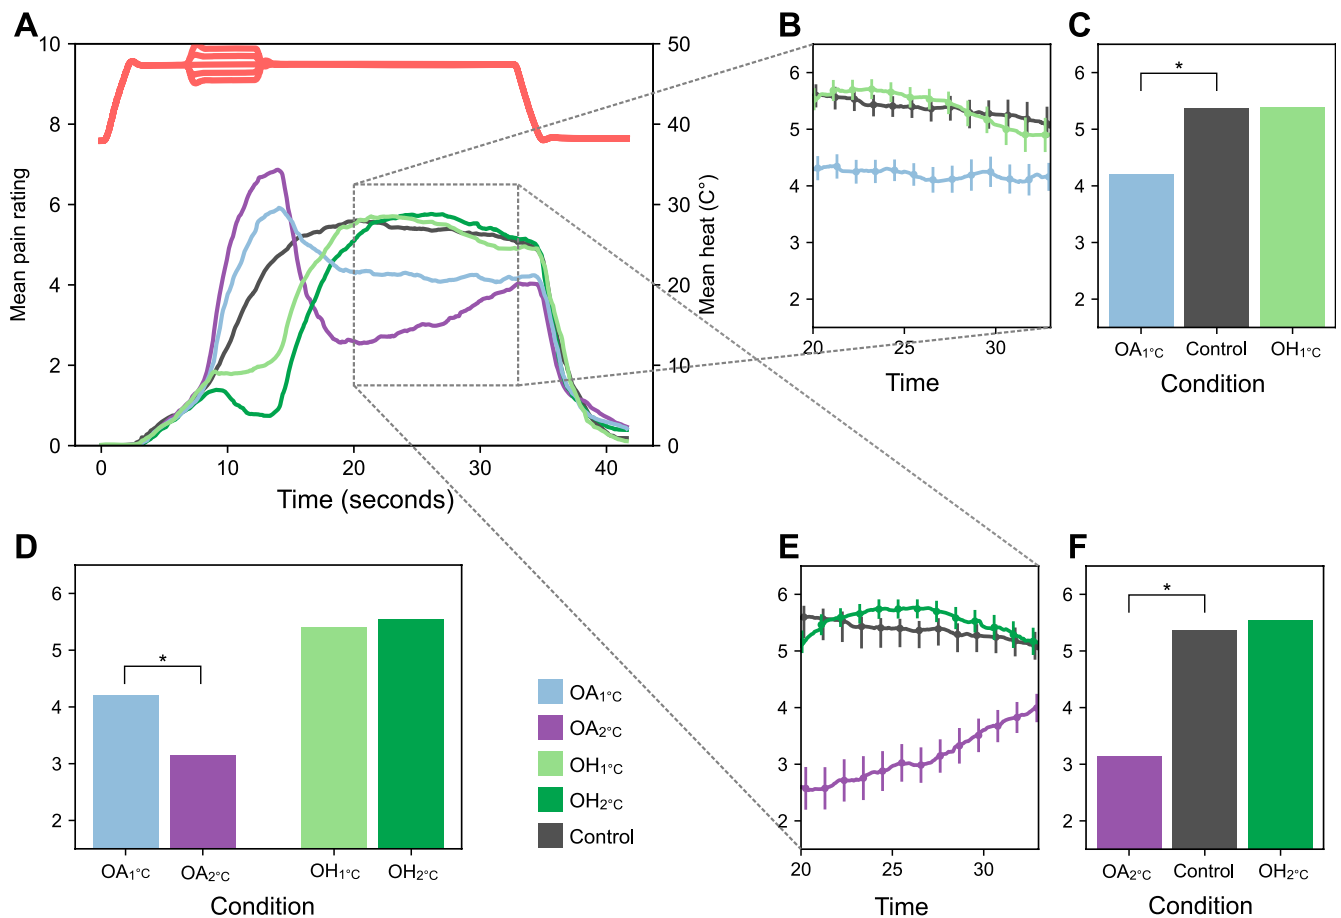 A
10
8
6
4
2
0
Mean pain rating
50
40
30
20
10
0
Mean heat (C°)
0
10
20
30
40
Time (seconds)
B
6
5
4
3
2
20
25
30
Time
C
6
5
4
3
2
*
OA1°C
Control
OH1°C
Condition
D
6
5
4
3
2
*
OA1°C
OA2°C
OH1°C
OH2°C
Condition
OA1°C
OA2°C
OH1°C
OH2°C
Control
E
6
5
4
3
2
20
25
30
Time
F
6
5
4
3
2
*
OA2°C
Control
OH2°C
Condition